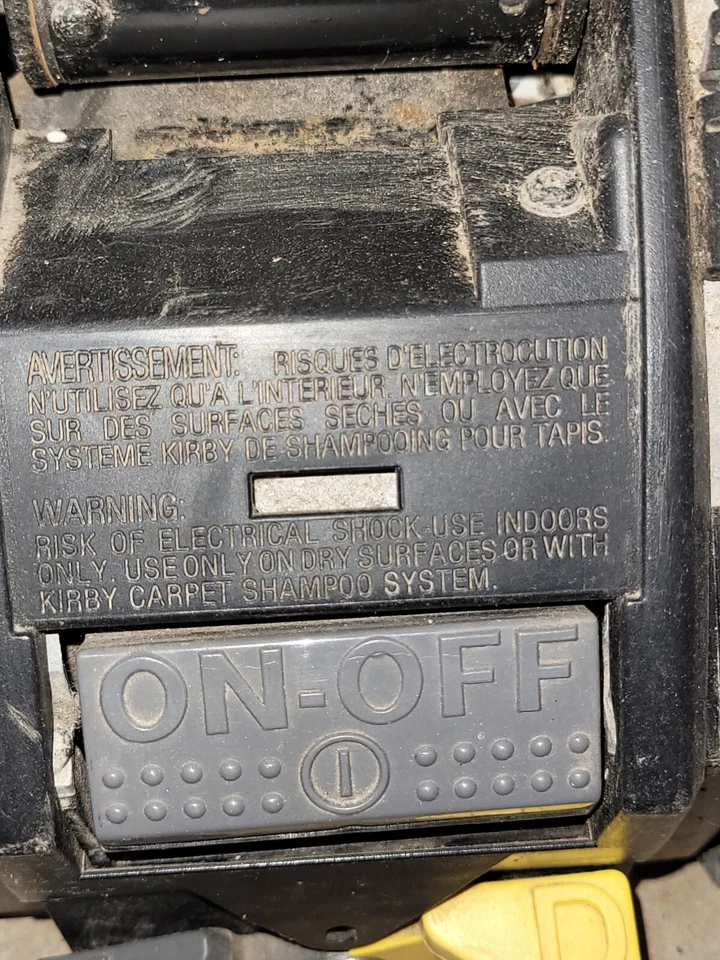 AVERTISSEMENT: RISQUES D'ELECTROCUTION
N'UTILISEZ QU'A L'INTERIEUR. N'EMPLOYEZ QUE
SUR DES SURFACES SECHES OU AVEC LE
SYSTEME KIRBY DE SHAMPOOING POUR TAPIS.
WARNING:
RISK OF ELECTRICAL SHOCK-USE INDOORS
ONLY. USE ONLY ON DRY SURFACES OR WITH
KIRBY CARPET SHAMPOO SYSTEM.
ON-OFF
D